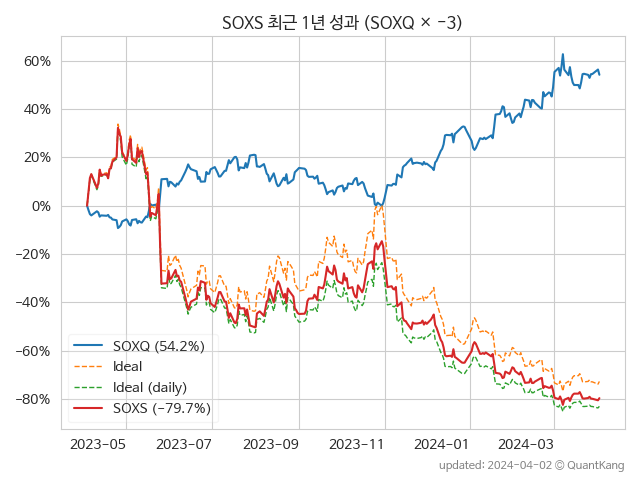 SOXS 최근 1년 성과 (SOXQ × −3)
60%
40%
20%
0%
−20%
−40%
−60%
−80%
SOXQ (54.2%)
Ideal
Ideal (daily)
SOXS (−79.7%)
2023-05
2023-07
2023-09
2023-11
2024-01
2024-03
updated: 2024-04-02 © QuantKang